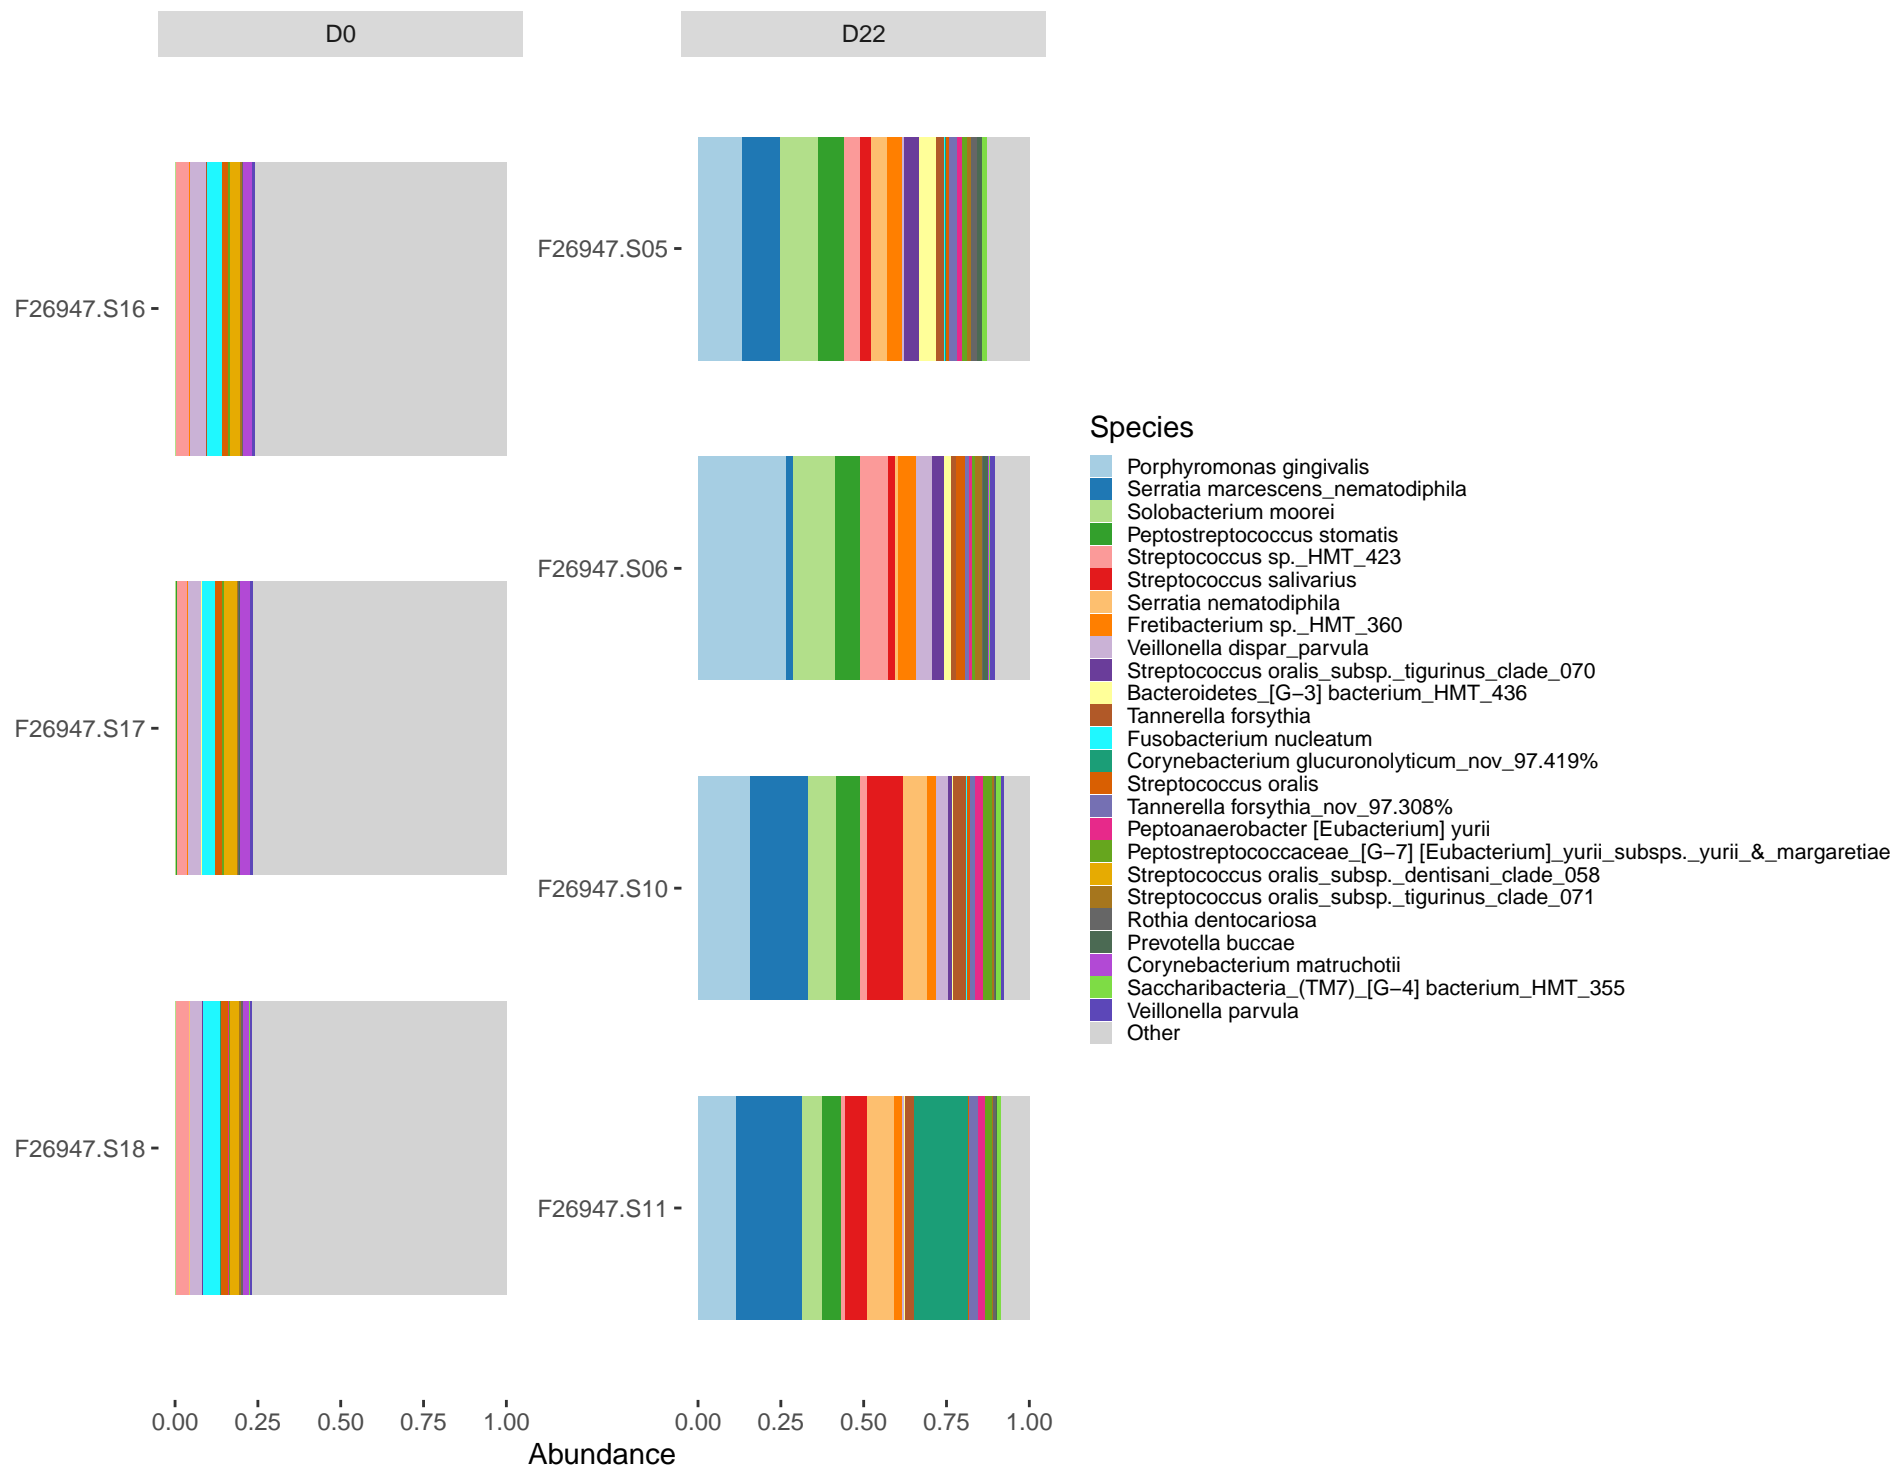 D0
D22
F26947.S16
F26947.S17
F26947.S18
F26947.S05
F26947.S06
F26947.S10
F26947.S11
0.00 0.25 0.50 0.75 1.00
0.00 0.25 0.50 0.75 1.00
Abundance
Species
Porphyromonas gingivalis
Serratia marcescens_nematodiphila
Solobacterium moorei
Peptostreptococcus stomatis
Streptococcus sp._HMT_423
Streptococcus salivarius
Serratia nematodiphila
Fretibacterium sp._HMT_360
Veillonella dispar_parvula
Streptococcus oralis_subsp._tigurinus_clade_070
Bacteroidetes_[G−3] bacterium_HMT_436
Tannerella forsythia
Fusobacterium nucleatum
Corynebacterium glucuronolyticum_nov_97.419%
Streptococcus oralis
Tannerella forsythia_nov_97.308%
Peptoanaerobacter [Eubacterium] yurii
Peptostreptococcaceae_[G−7] [Eubacterium]_yurii_subsps._yurii_&_margaretiae
Streptococcus oralis_subsp._dentisani_clade_058
Streptococcus oralis_subsp._tigurinus_clade_071
Rothia dentocariosa
Prevotella buccae
Corynebacterium matruchotii
Saccharibacteria_(TM7)_[G−4] bacterium_HMT_355
Veillonella parvula
Other